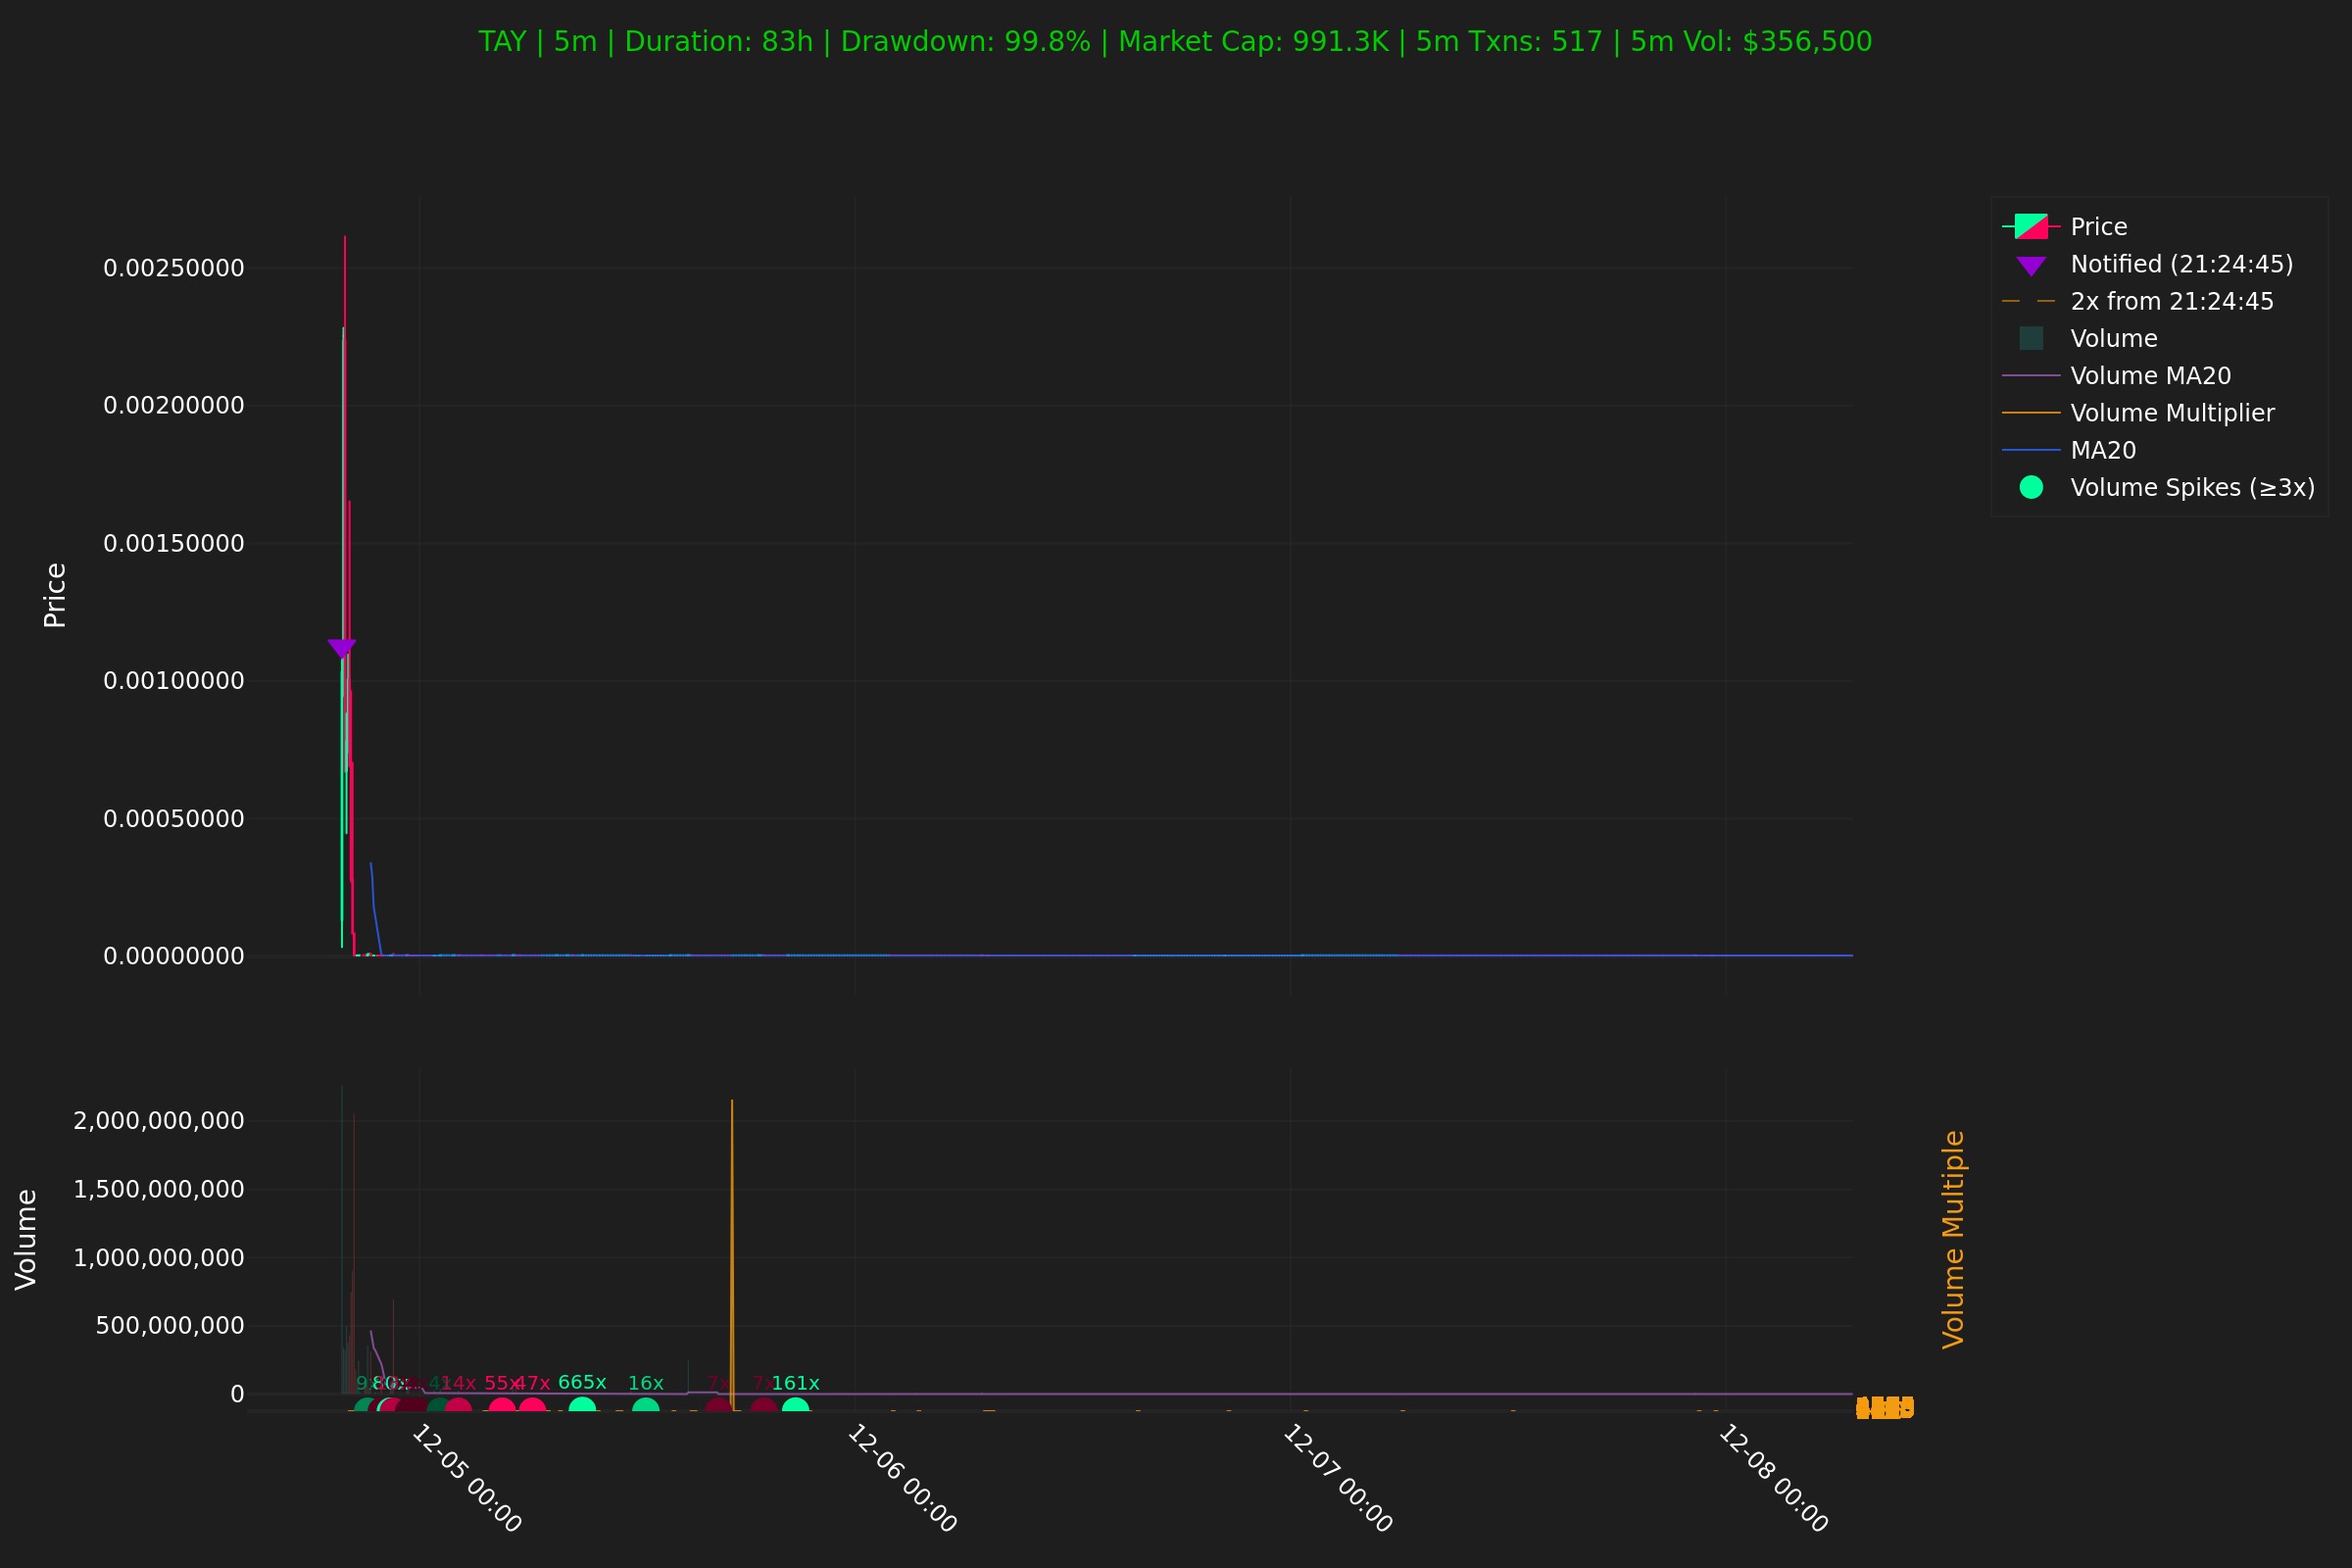 TAY | 5m | Duration: 83h | Drawdown: 99.8% | Market Cap: 991.3K | 5m Txns: 517 | 5m Vol: $356,500
Price
Notified (21:24:45)
2x from 21:24:45
Volume
Volume MA20
Volume Multiplier
MA20
Volume Spikes (≥3x)
0.00250000
0.00200000
0.00150000
0.00100000
0.00050000
0.00000000
Price
2,000,000,000
1,500,000,000
1,000,000,000
500,000,000
0
Volume
Volume Multiple
80x
14x
55x
47x
665x
16x
7x
161x
12-05 00:00
12-06 00:00
12-07 00:00
12-08 00:00